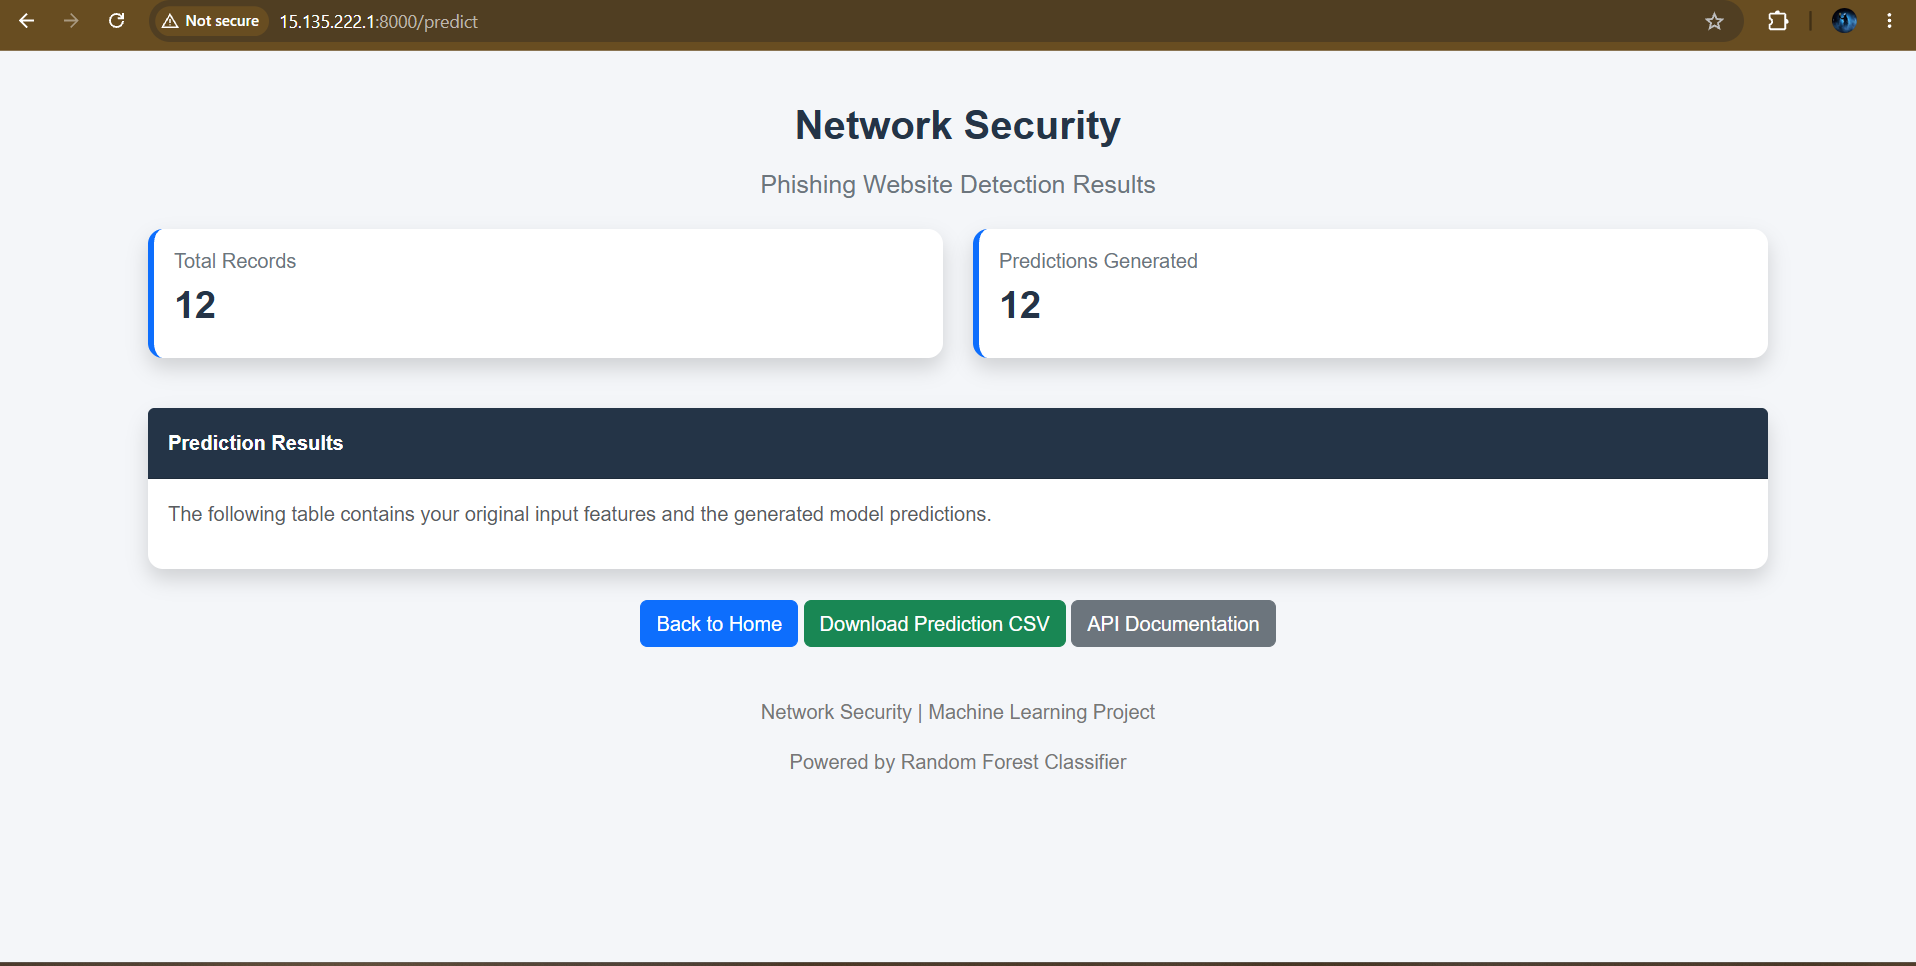 Not secure 15.135.222.1:8000/predict
Network Security
Phishing Website Detection Results
Total Records
12
Predictions Generated
12
Prediction Results
The following table contains your original input features and the generated model predictions.
Back to Home
Download Prediction CSV
API Documentation
Network Security | Machine Learning Project
Powered by Random Forest Classifier